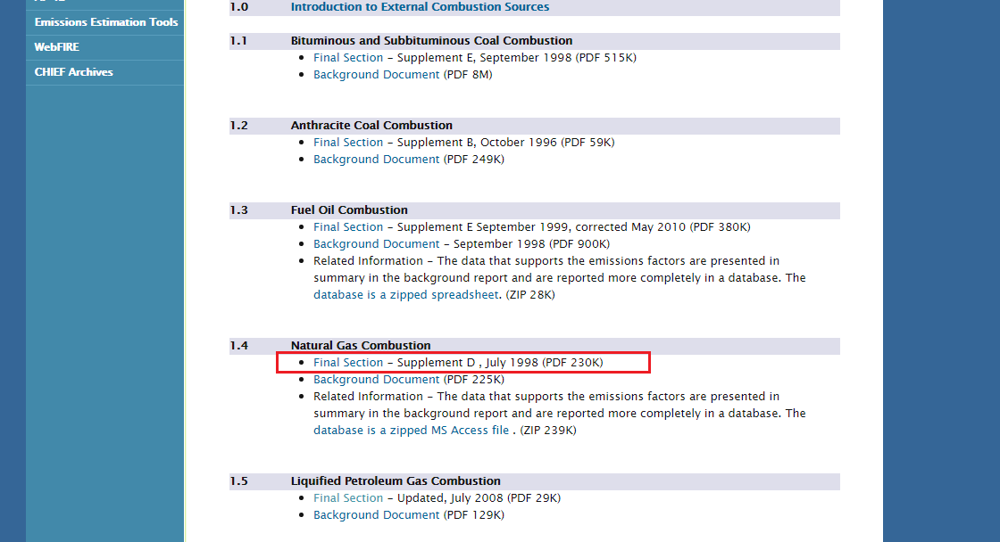 Emissions Estimation Tools
WebFIRE
CHIEF Archives
1.0 Introduction to External Combustion Sources
1.1 Bituminous and Subbituminous Coal Combustion
• Final Section – Supplement E, September 1998 (PDF 515K)
• Background Document (PDF 8M)
1.2 Anthracite Coal Combustion
• Final Section – Supplement B, October 1996 (PDF 59K)
• Background Document (PDF 249K)
1.3 Fuel Oil Combustion
• Final Section – Supplement E September 1999, corrected May 2010 (PDF 380K)
• Background Document – September 1998 (PDF 900K)
• Related Information – The data that supports the emissions factors are presented in
summary in the background report and are reported more completely in a database. The
database is a zipped spreadsheet. (ZIP 28K)
1.4 Natural Gas Combustion
• Final Section – Supplement D , July 1998 (PDF 230K)
• Background Document (PDF 225K)
• Related Information – The data that supports the emissions factors are presented in
summary in the background report and are reported more completely in a database. The
database is a zipped MS Access file . (ZIP 239K)
1.5 Liquified Petroleum Gas Combustion
• Final Section – Updated, July 2008 (PDF 29K)
• Background Document (PDF 129K)